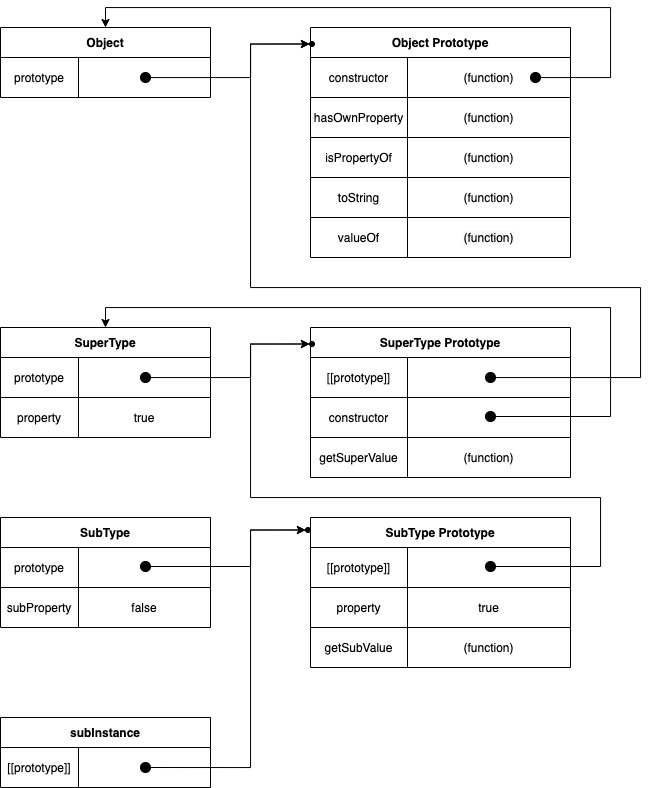 Object
prototype
Object Prototype
constructor (function)
hasOwnProperty (function)
isPropertyOf (function)
toString (function)
valueOf (function)
SuperType
prototype
property true
SuperType Prototype
[[prototype]]
constructor
getSuperValue (function)
SubType
prototype
subProperty false
SubType Prototype
[[prototype]]
property true
getSubValue (function)
subInstance
[[prototype]]